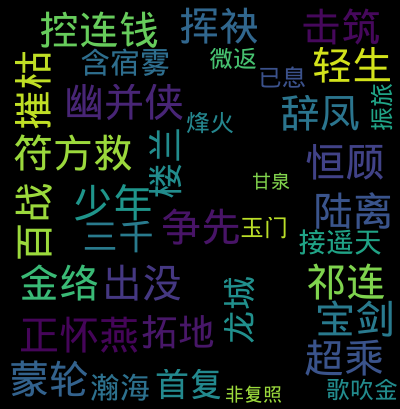 控连钱
挥袂
击筑
含宿雾
微返
轻生
摧枯
已息
幽并侠
振旅
辞凤
烽火
符方救
楼兰
恒顾
甘泉
百战
少年
陆离
争先
玉门
三千
接遥天
金络
出没
祁连
龙城
宝剑
正怀燕
拓地
超乘
蒙轮
瀚海
首复
非复照
歌吹金